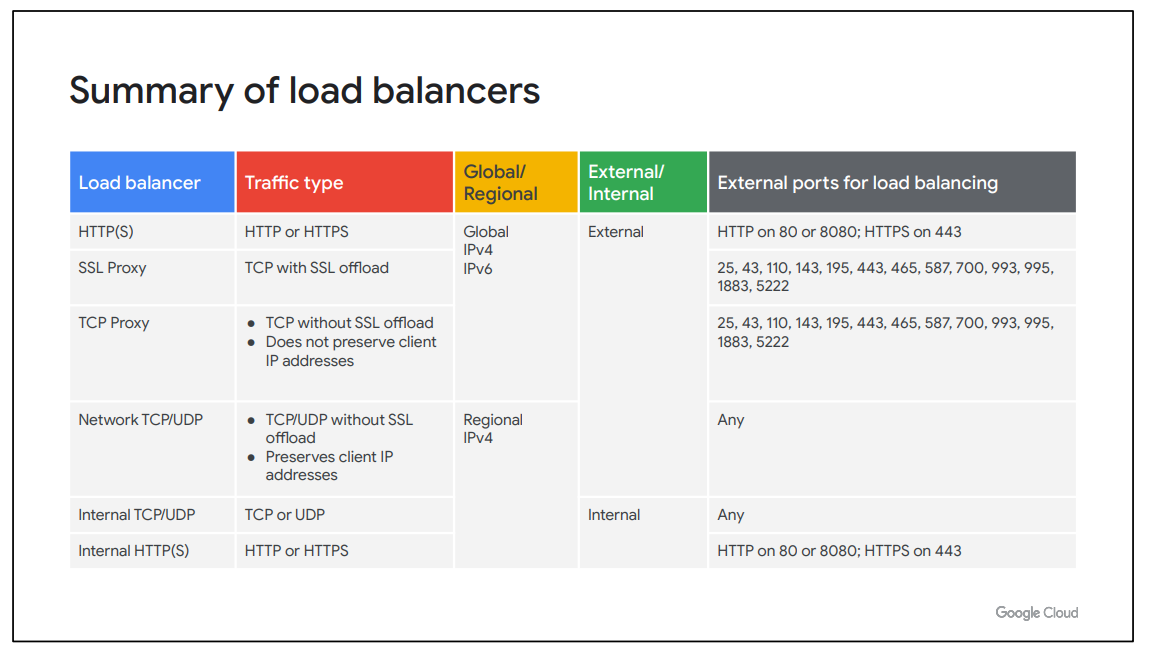 Summary of load balancers
Load balancer
Traffic type
Global/
Regional
External/
Internal
External ports for load balancing
HTTP(S)
HTTP or HTTPS
Global
IPv4
IPv6
External
HTTP on 80 or 8080; HTTPS on 443
SSL Proxy
TCP with SSL offload
25, 43, 110, 143, 195, 443, 465, 587, 700, 993, 995,
1883, 5222
TCP Proxy
● TCP without SSL offload
● Does not preserve client
IP addresses
25, 43, 110, 143, 195, 443, 465, 587, 700, 993, 995,
1883, 5222
Network TCP/UDP
● TCP/UDP without SSL
offload
● Preserves client IP
addresses
Regional
IPv4
Any
Internal TCP/UDP
TCP or UDP
Internal
Any
Internal HTTP(S)
HTTP or HTTPS
HTTP on 80 or 8080; HTTPS on 443
Google Cloud